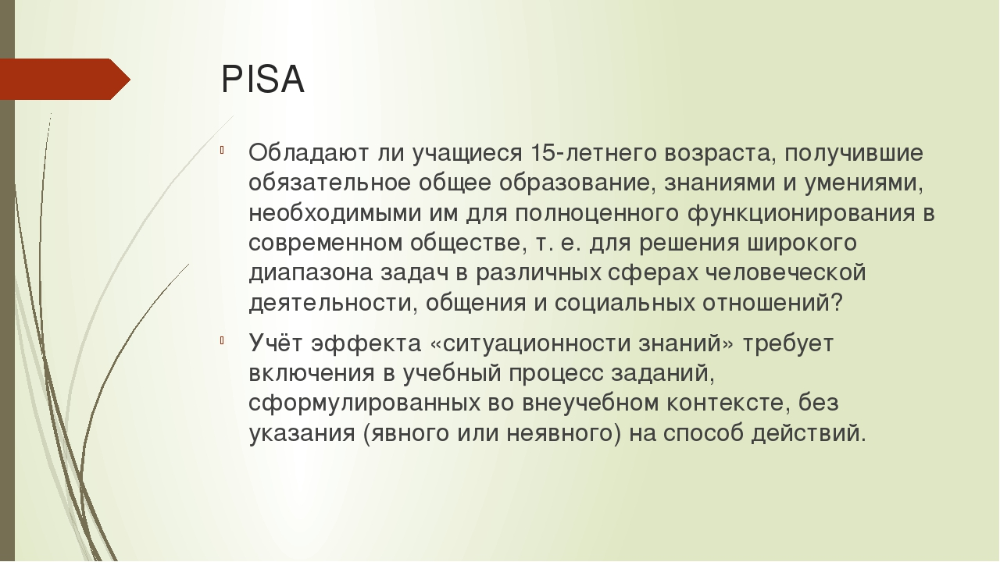 PISA
Обладают ли учащиеся 15-летнего возраста, получившие
обязательное общее образование, знаниями и умениями,
необходимыми им для полноценного функционирования в
современном обществе, т. е. для решения широкого
диапазона задач в различных сферах человеческой
деятельности, общения и социальных отношений?
Учёт эффекта «ситуационности знаний» требует
включения в учебный процесс заданий,
сформулированных во внеучебном контексте, без
указания (явного или неявного) на способ действий.